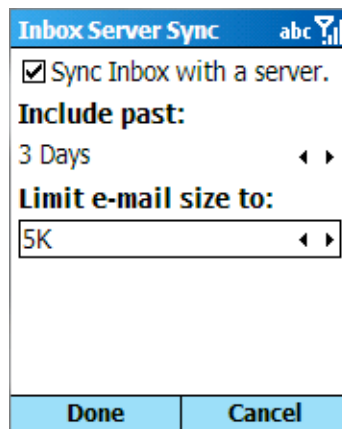 Inbox Server Sync abc
Sync Inbox with a server.
Include past:
3 Days
Limit e-mail size to:
5K
Done Cancel